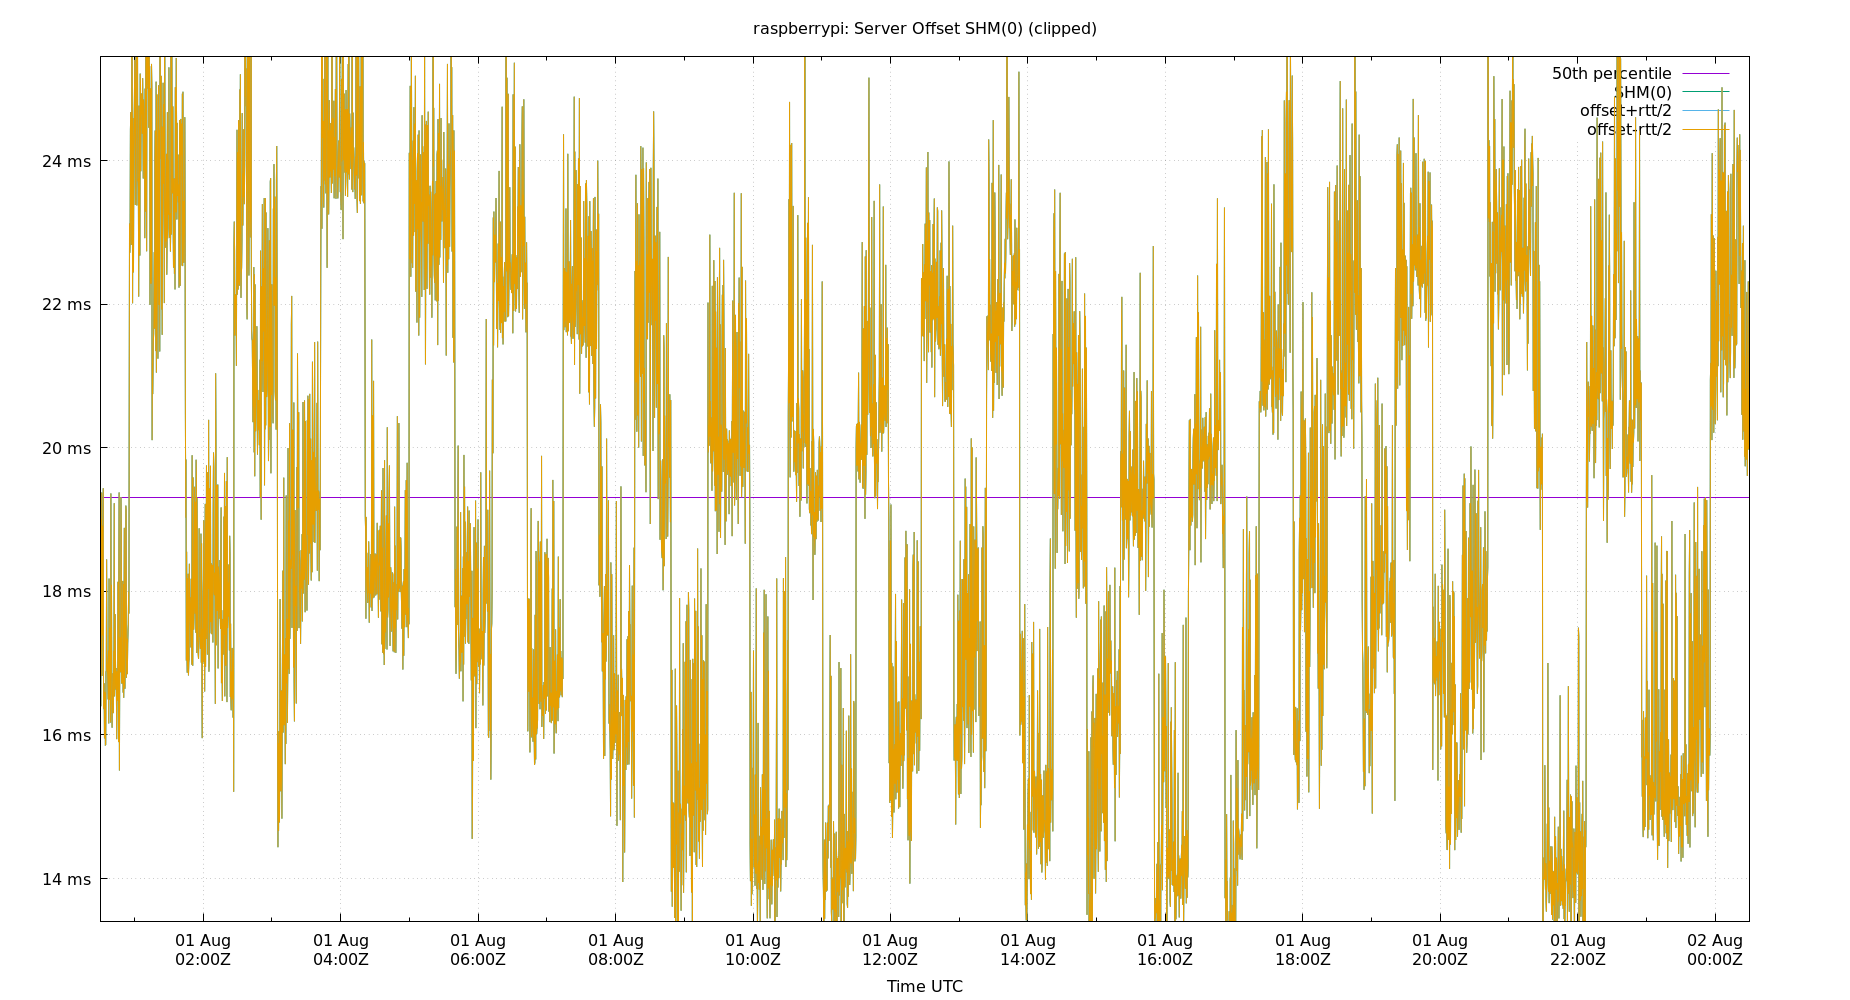 raspberrypi: Server Offset SHM(0) (clipped)
50th percentile
SHM(0)
offset+rtt/2
offset-rtt/2
24 ms
22 ms
20 ms
18 ms
16 ms
14 ms
01 Aug 01 Aug 01 Aug 01 Aug 01 Aug 01 Aug 01 Aug 01 Aug 01 Aug 01 Aug 01 Aug 02 Aug
02:00Z 04:00Z 06:00Z 08:00Z 10:00Z 12:00Z 14:00Z 16:00Z 18:00Z 20:00Z 22:00Z 00:00Z
Time UTC